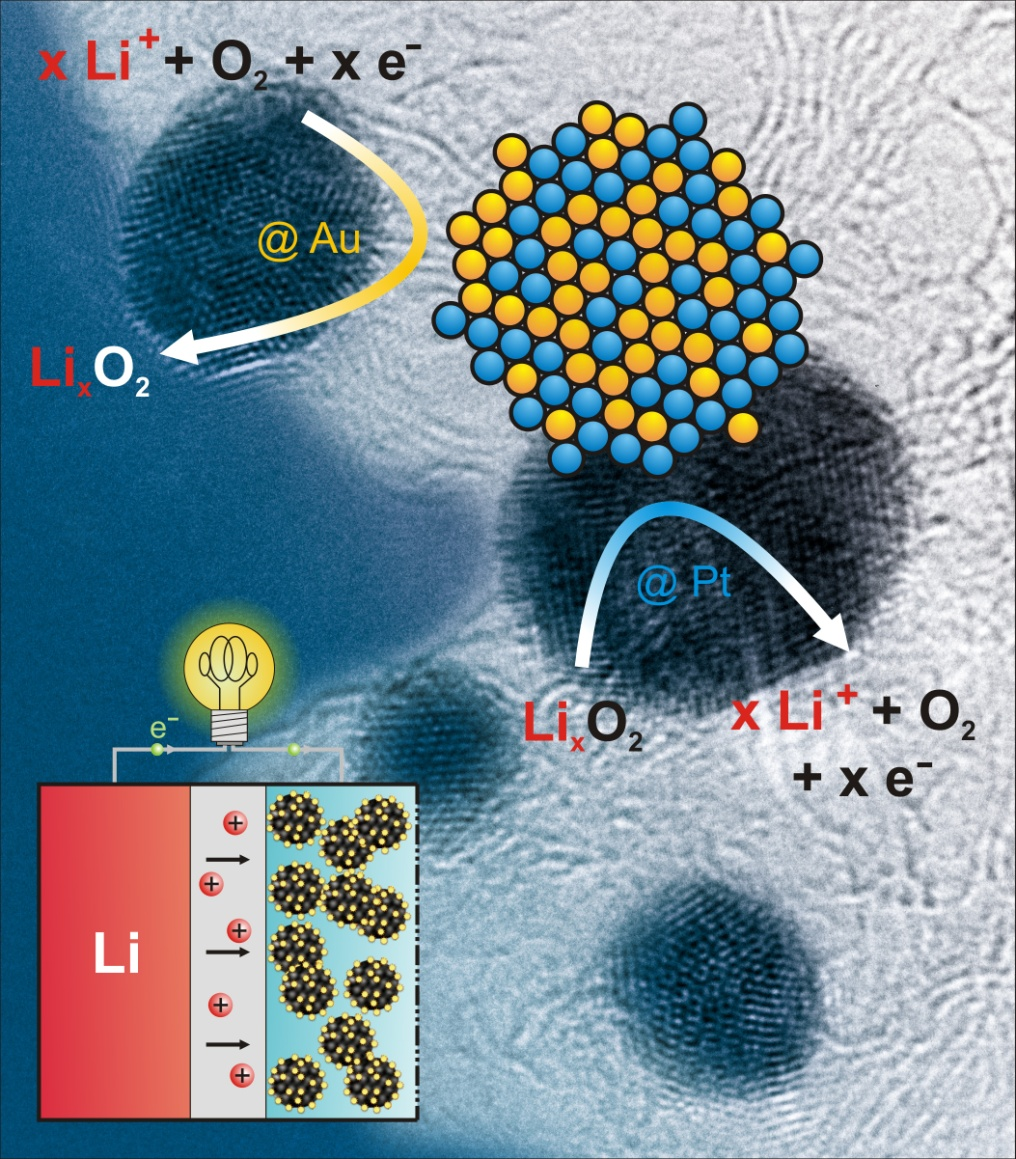 x Li⁺ + O₂ + x e⁻
@ Au
LiₓO₂
@ Pt
LiₓO₂
x Li⁺ + O₂
+ x e⁻
e⁻
+
+
+
+
+
Li